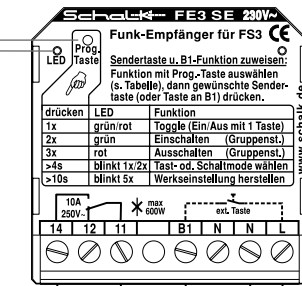 Schalk FE3 SE 230V~
Funk-Empfänger für FS3 CE
LED
Prog.
Taste
Sendertaste u. B1-Funktion zuweisen:
Funktion mit Prog.-Taste auswählen
(s. Tabelle), dann gewünschte Sender-
taste (oder Taste an B1) drücken.
drücken LED Funktion
1x grün/rot Toggle (Ein/Aus mit 1 Taste)
2x grün Einschalten (Gruppenst.)
3x rot Ausschalten (Gruppenst.)
>4s blinkt 1x/2x Tast- od. Schaltmode wählen
>10s blinkt 5x Werkseinstellung herstellen
10A
250V~
max
600W
ext. Taste
14 12 11 B1 N N L
www.schalk.de